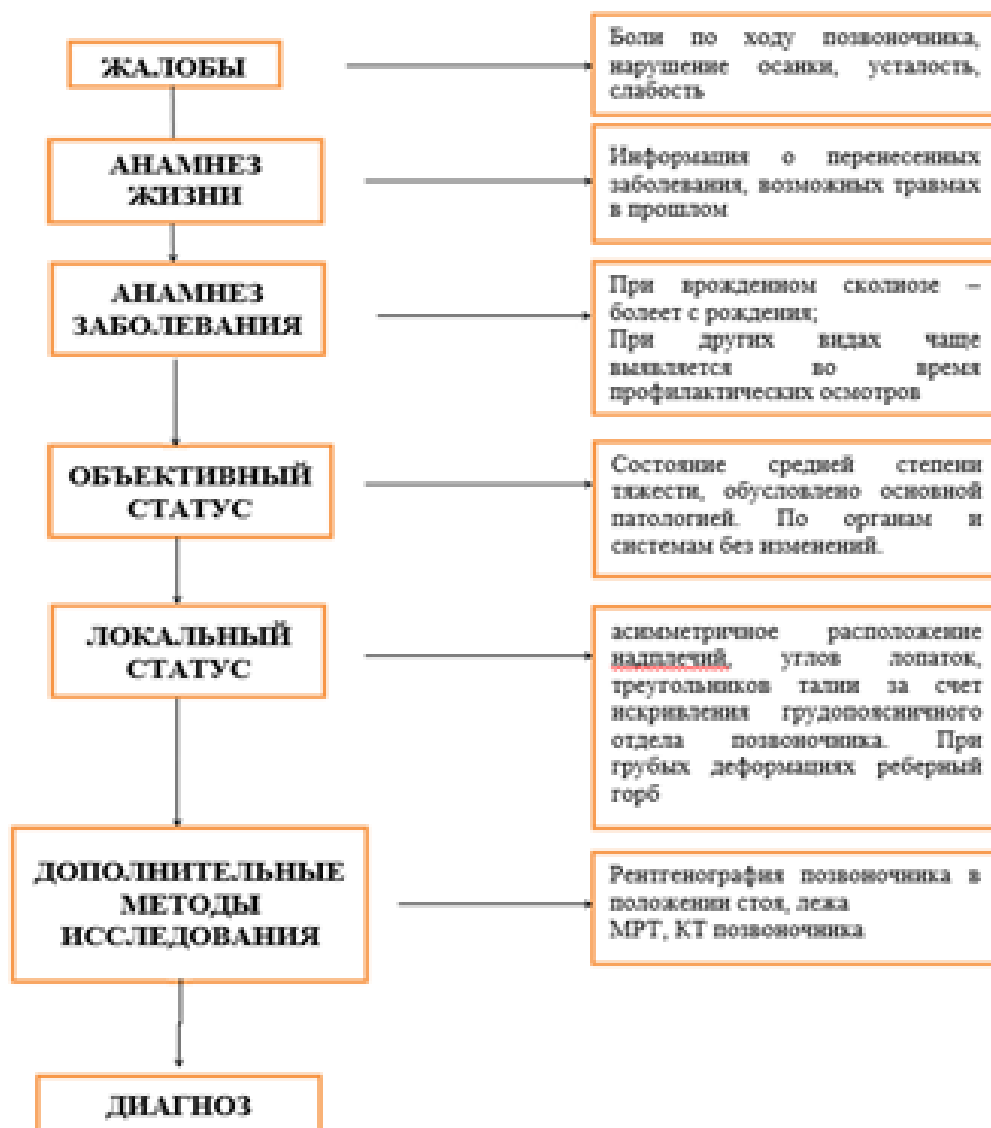 ЖАЛОБЫ
Боли по ходу позвоночника,
нарушение осанки, усталость,
слабость
АНАМНЕЗ
ЖИЗНИ
Информация о перенесенных
заболевания, возможных травмах
в прошлом
АНАМНЕЗ
ЗАБОЛЕВАНИЯ
При врожденном сколиозе –
болеет с рождения;
При других видах чаще
выявляется во время
профилактических осмотров
ОБЪЕКТИВНЫЙ
СТАТУС
Состояние средней степени
тяжести, обусловлено основной
патологией. По органам и
системам без изменений.
ЛОКАЛЬНЫЙ
СТАТУС
асимметричное расположение
надплечий, углов лопаток,
треугольников талии за счет
искривления грудопоясничного
отдела позвоночника. При
грубых деформациях реберный
горб
ДОПОЛНИТЕЛЬНЫЕ
МЕТОДЫ
ИССЛЕДОВАНИЯ
Рентгенография позвоночника в
положении стоя, лежа
МРТ, КТ позвоночника
ДИАГНОЗ